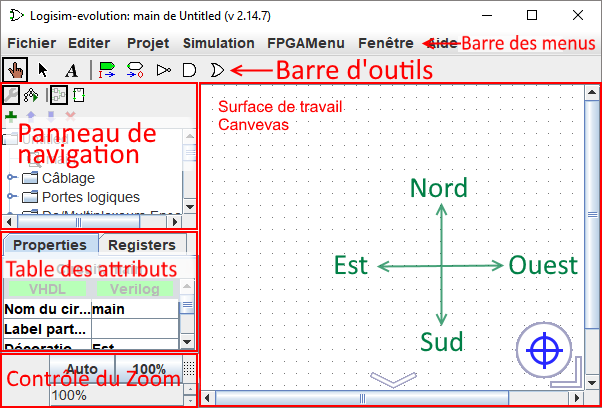 Logisim-evolution: main de Untitled (v 2.14.7)
Fichier Editer Projet Simulation FPGAMenu Fenêtre Aide Barre des menus
A Barre d'outils
Panneau de
navigation
Untitled
Câblage
Portes logiques
Surface de travail
Canvevas
Nord
Est Ouest
Sud
Properties Registers
Table des attributs
VHDL Verilog
Nom du cir... main
Label part...
Décoratio... Est
Auto 100%
Contrôle du Zoom
100%